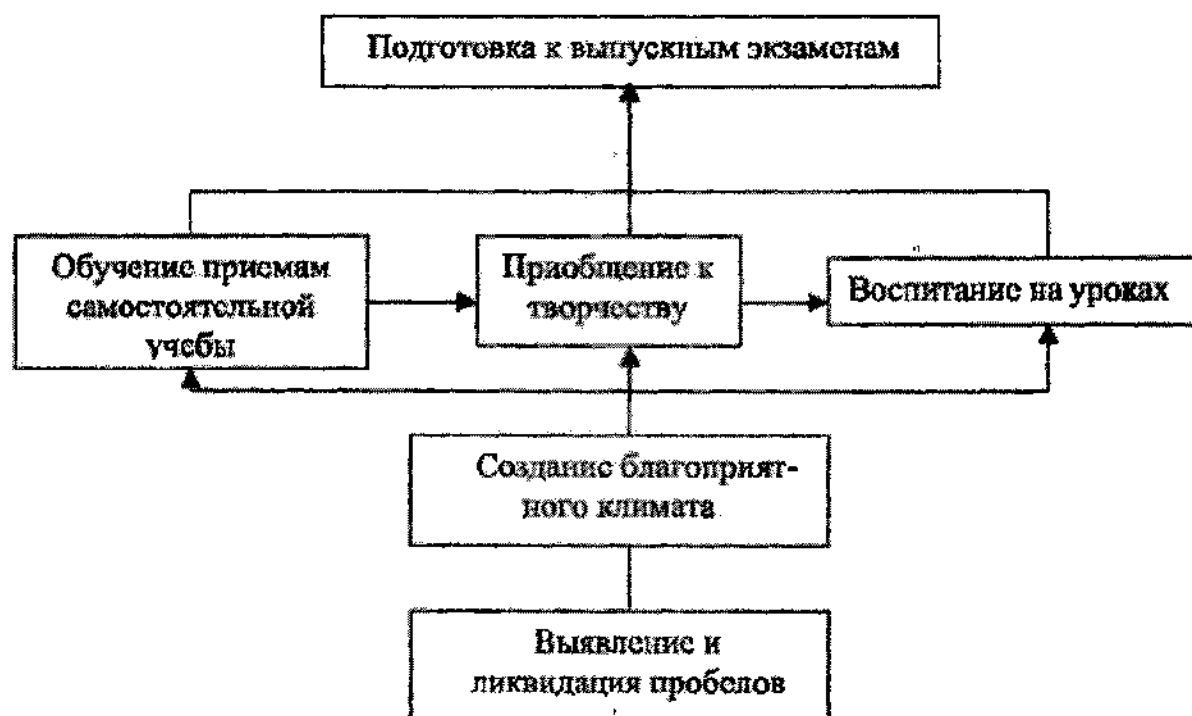 Подготовка к выпускным экзаменам
Обучение приемам
самостоятельной
учебы
Приобщение к
творчеству
Воспитание на уроках
Создание благоприят-
ного климата
Выявление и
ликвидация пробелов